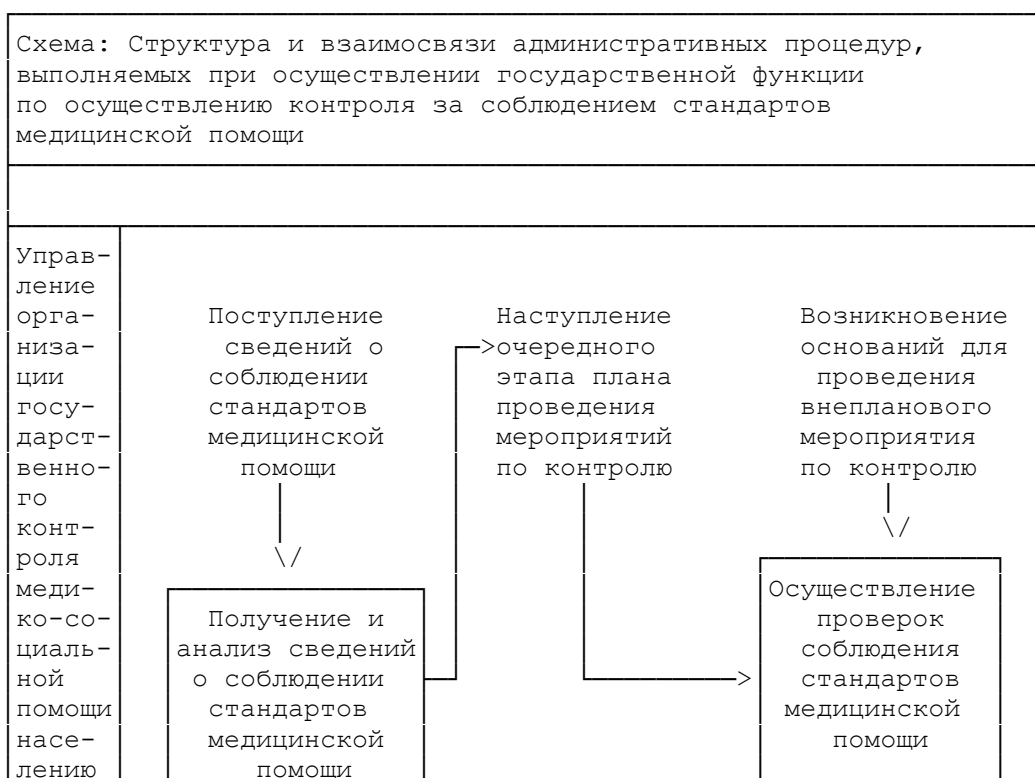 Схема: Структура и взаимосвязи административных процедур,
выполняемых при осуществлении государственной функции
по осуществлению контроля за соблюдением стандартов
медицинской помощи
Управ-
ление
орга-
низа-
ции
госу-
дарст-
венно-
го
конт-
роля
меди-
ко-со-
циаль-
ной
помощи
насе-
лению
Поступление
сведений о
соблюдении
стандартов
медицинской
помощи
Получение и
анализ сведений
о соблюдении
стандартов
медицинской
помощи
Наступление
очередного
этапа плана
проведения
мероприятий
по контролю
Возникновение
оснований для
проведения
внепланового
мероприятия
по контролю
Осуществление
проверок
соблюдения
стандартов
медицинской
помощи